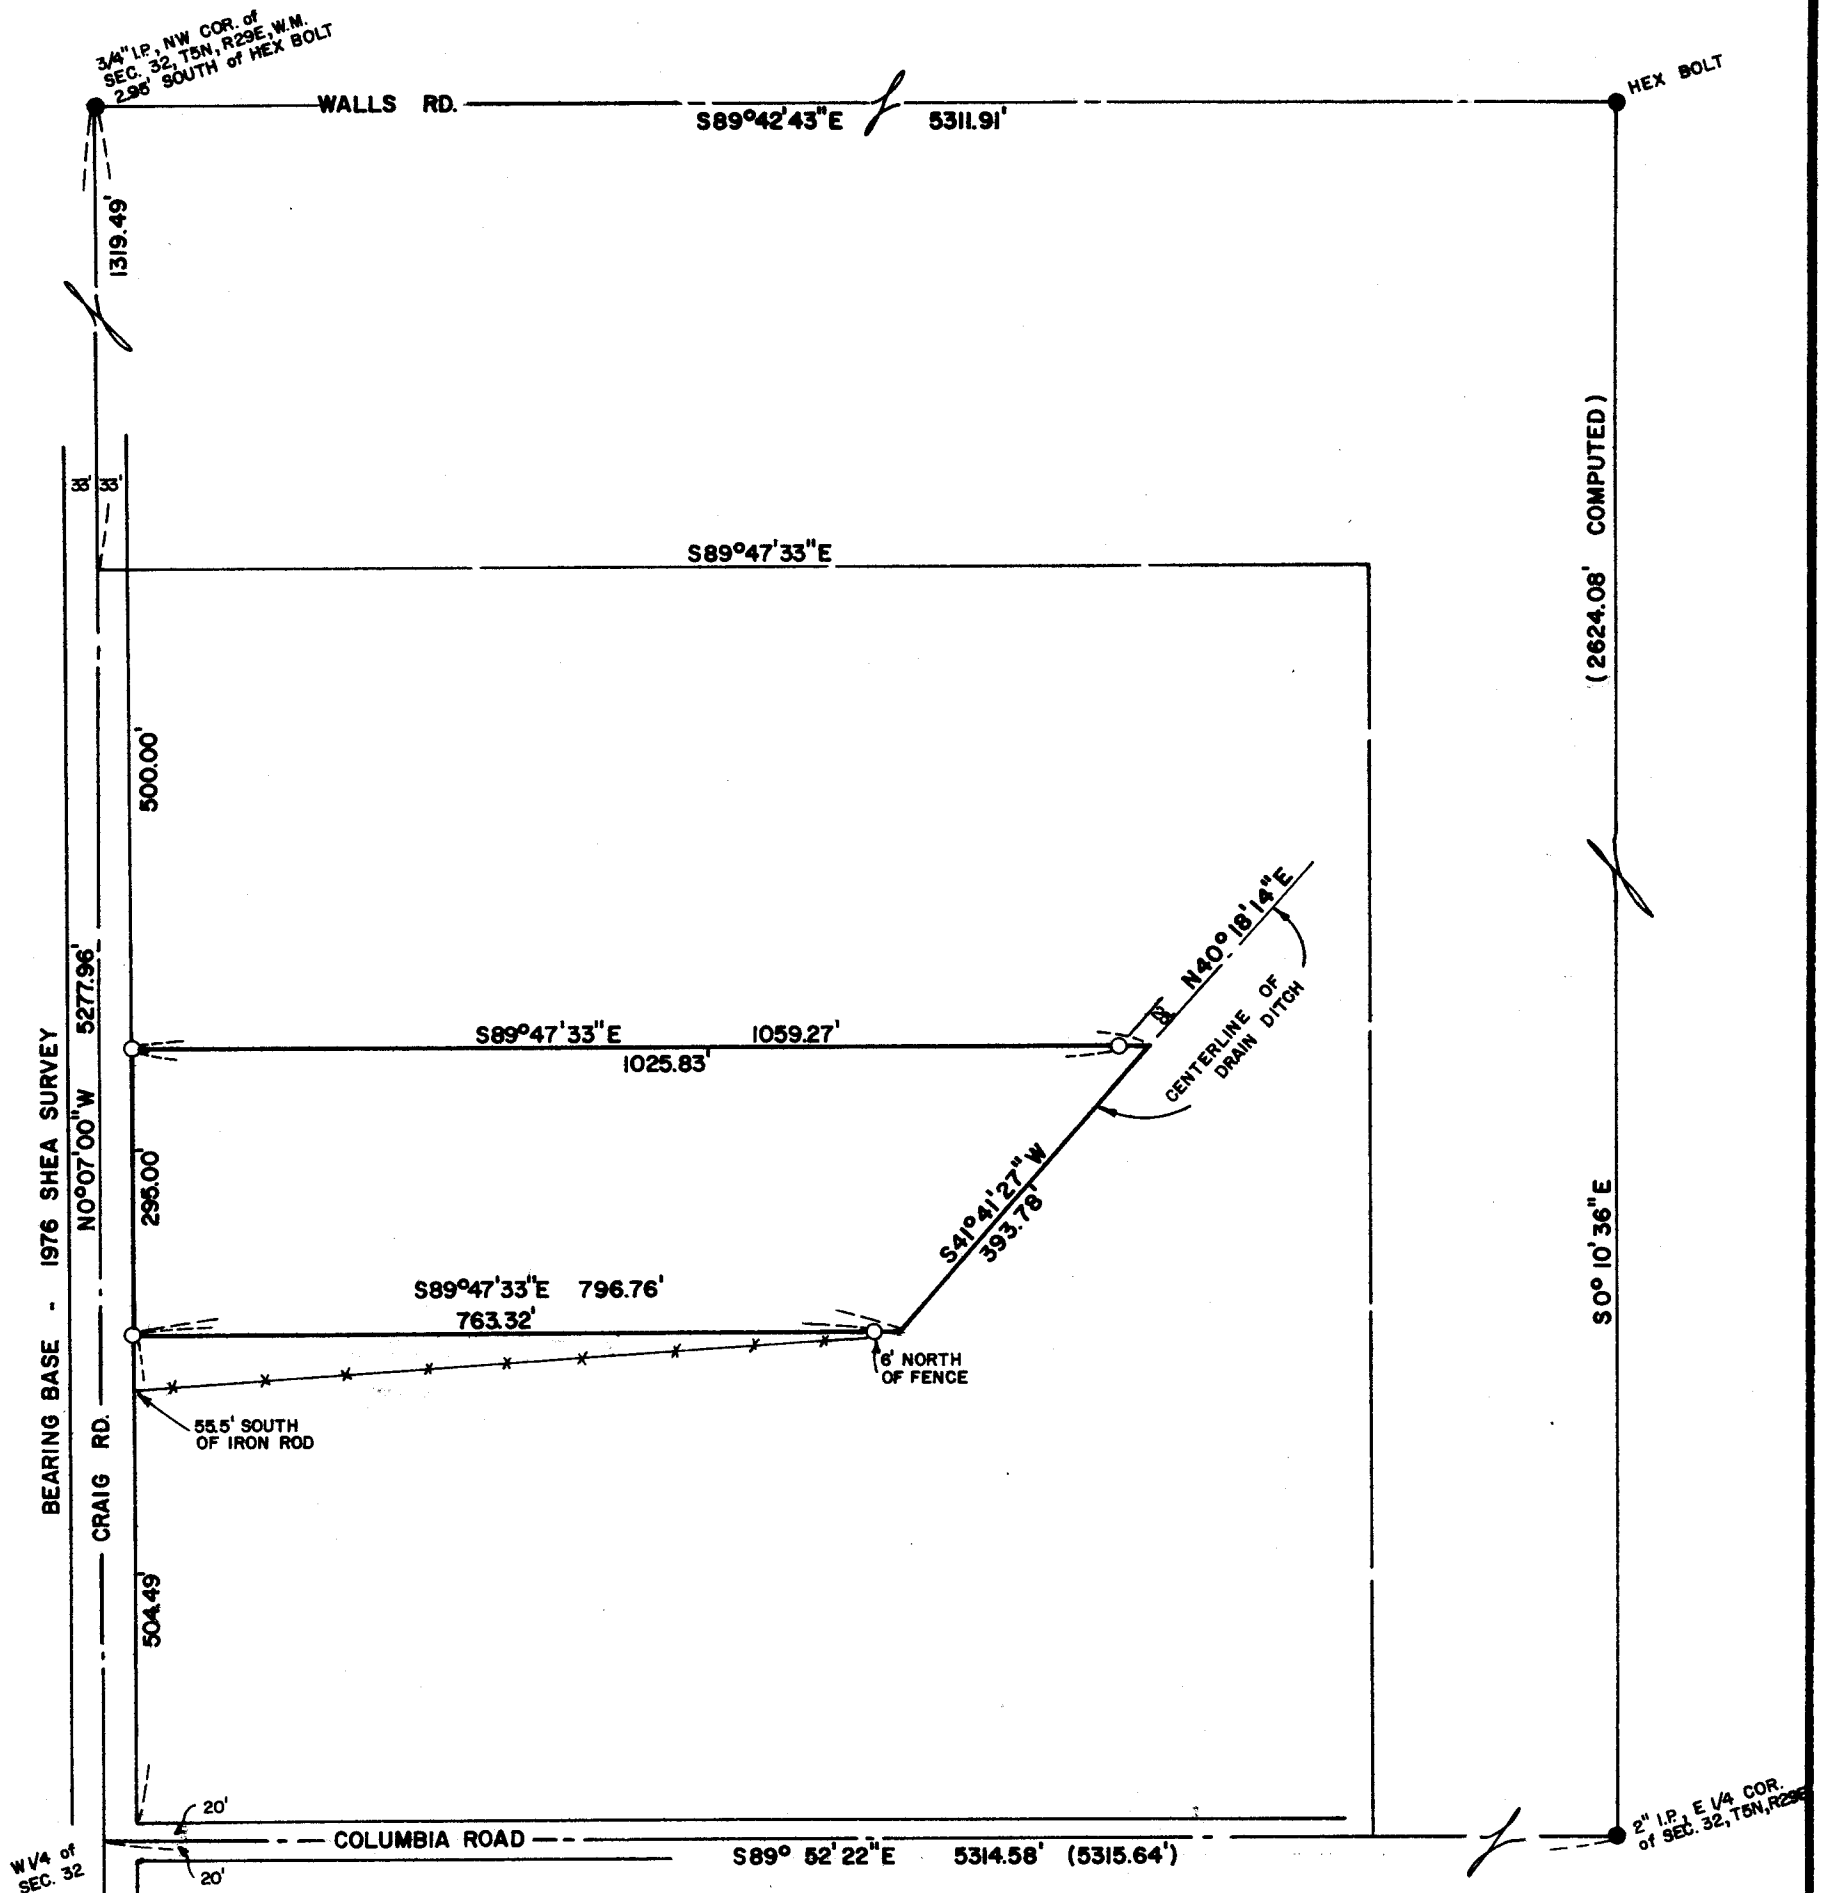 3/4" I.P., NW COR. of
SEC. 32, T5N, R29E, W.M.
2.95' SOUTH of HEX BOLT
HEX BOLT
WALLS RD.
S89°42'43"E 5311.91'
1319.49'
33' 33'
(2624.08' COMPUTED)
S89°47'33"E
500.00'
N40°18'14"E
CENTERLINE OF
DRAIN DITCH
S89°47'33"E 1059.27'
1025.83'
N0°07'00"W 5277.96'
BEARING BASE - 1976 SHEA SURVEY
295.00'
S41°41'27"W
393.78'
S0°10'36"E
S89°47'33"E 796.76'
763.32'
6' NORTH
OF FENCE
55.5' SOUTH
OF IRON ROD
CRAIG RD.
504.49'
20'
COLUMBIA ROAD
S89° 52'22"E 5314.58' (5315.64')
20'
W 1/4 of
SEC. 32
2" I.P., E 1/4 COR.
of SEC. 32, T5N, R29E